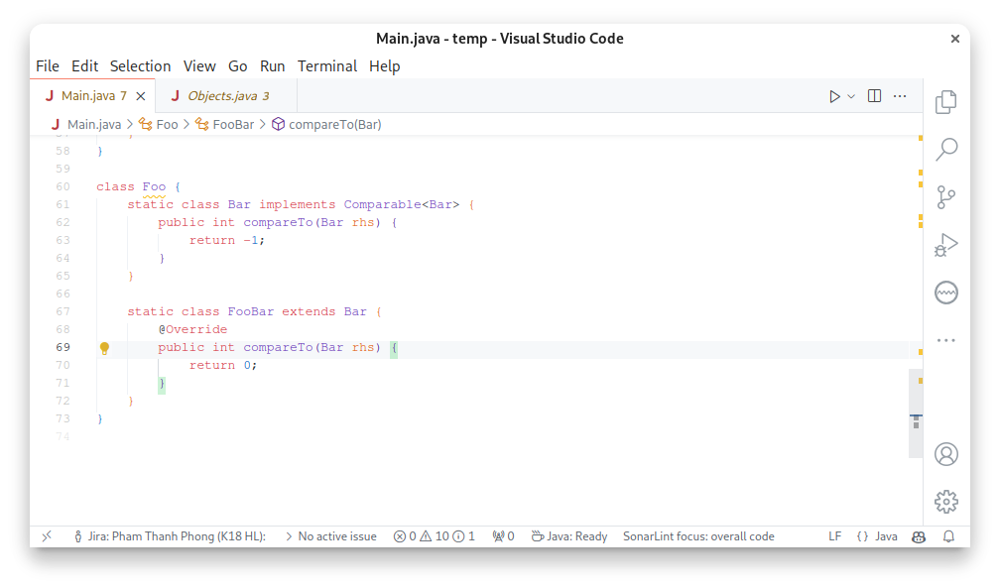 Main.java - temp - Visual Studio Code
File Edit Selection View Go Run Terminal Help
J Main.java 7 J Objects.java 3
J Main.java > Foo > FooBar > compareTo(Bar)
58 }
59
60 class Foo {
61 static class Bar implements Comparable<Bar> {
62 public int compareTo(Bar rhs) {
63 return -1;
64 }
65 }
66
67 static class FooBar extends Bar {
68 @Override
69 public int compareTo(Bar rhs) {
70 return 0;
71 }
72 }
73 }
74
Jira: Pham Thanh Phong (K18 HL): > No active issue 0 10 1 0 Java: Ready SonarLint focus: overall code LF {} Java